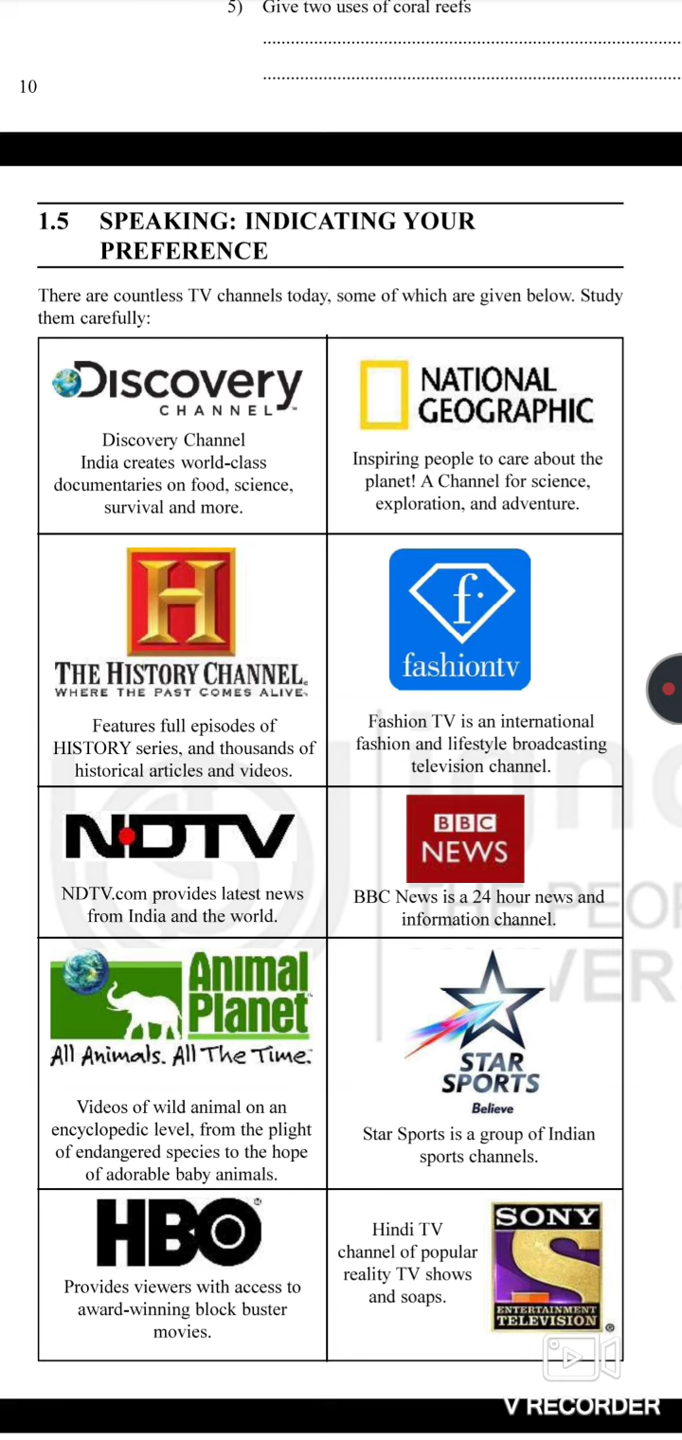 5) Give two uses of coral reefs
................................................................................
................................................................................
10
1.5 SPEAKING: INDICATING YOUR
PREFERENCE
There are countless TV channels today, some of which are given below. Study
them carefully:
Discovery
CHANNEL
Discovery Channel
India creates world-class
documentaries on food, science,
survival and more.
NATIONAL
GEOGRAPHIC
Inspiring people to care about the
planet! A Channel for science,
exploration, and adventure.
H
THE HISTORY CHANNEL.
WHERE THE PAST COMES ALIVE.
Features full episodes of
HISTORY series, and thousands of
historical articles and videos.
f.
fashiontv
Fashion TV is an international
fashion and lifestyle broadcasting
television channel.
NDTV
NDTV.com provides latest news
from India and the world.
BBC
NEWS
BBC News is a 24 hour news and
information channel.
Animal
Planet
All Animals. All The Time.
Videos of wild animal on an
encyclopedic level, from the plight
of endangered species to the hope
of adorable baby animals.
STAR
SPORTS
Believe
Star Sports is a group of Indian
sports channels.
HBO
Provides viewers with access to
award-winning block buster
movies.
Hindi TV
channel of popular
reality TV shows
and soaps.
SONY
S
ENTERTAINMENT
TELEVISION
V RECORDER